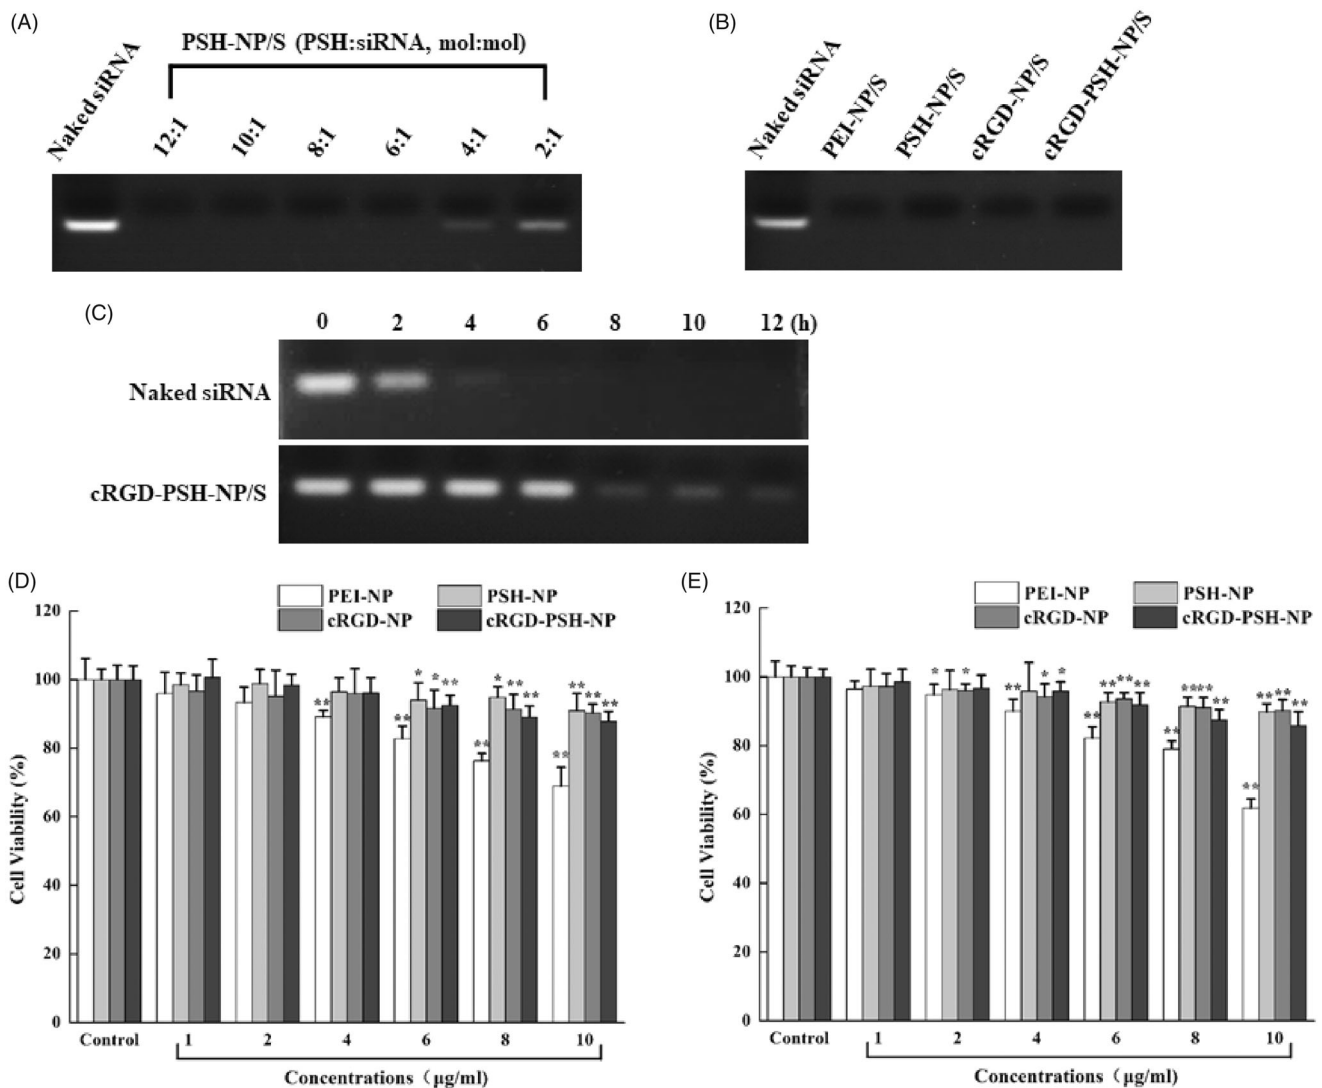 (A)
PSH-NP/S (PSH:siRNA, mol:mol)
Naked siRNA
12:1
10:1
8:1
6:1
4:1
2:1
(B)
Naked siRNA
PEI-NP/S
PSH-NP/S
cRGD-NP/S
cRGD-PSH-NP/S
(C)
0 2 4 6 8 10 12 (h)
Naked siRNA
cRGD-PSH-NP/S
(D)
PEI-NP PSH-NP
cRGD-NP cRGD-PSH-NP
120
100
80
60
40
20
0
Cell Viability (%)
** ** ** **
* * **
* ** **
** ** **
Control 1 2 4 6 8 10
Concentrations (μg/ml)
(E)
PEI-NP PSH-NP
cRGD-NP cRGD-PSH-NP
120
100
80
60
40
20
0
Cell Viability (%)
* *
** * *
** ** ** **
** ** ** **
** ** ** **
Control 1 2 4 6 8 10
Concentrations (μg/ml)